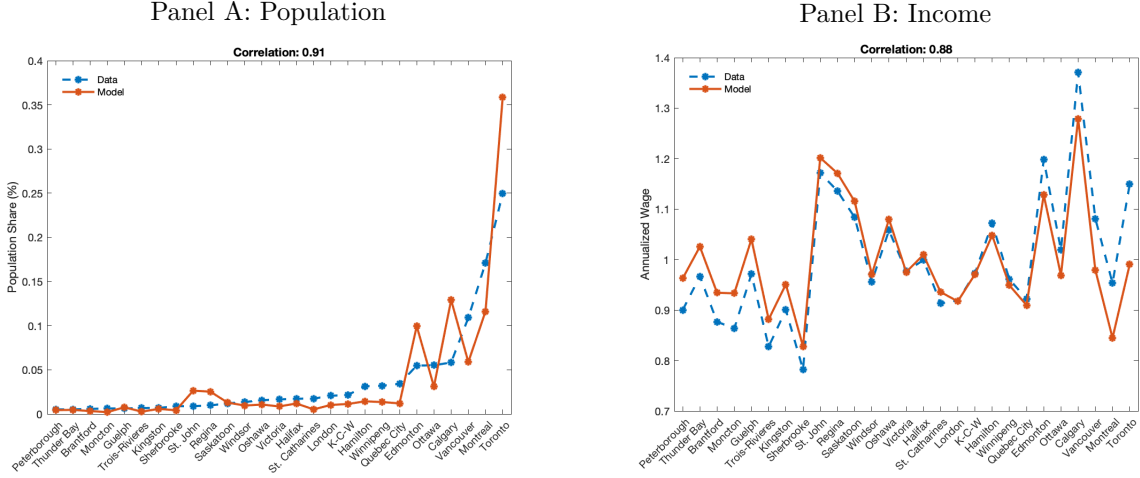 Panel A: Population
Correlation: 0.91
Data
Model
Population Share (%)
0.4
0.35
0.3
0.25
0.2
0.15
0.1
0.05
0
Peterborough
Thunder Bay
Brantford
Moncton
Guelph
Trois-Rivieres
Kingston
Sherbrooke
St. John
Regina
Saskatoon
Windsor
Oshawa
Victoria
Halifax
St. Catharines
London
K-C-W
Hamilton
Winnipeg
Quebec City
Edmonton
Ottawa
Calgary
Vancouver
Montreal
Toronto
Panel B: Income
Correlation: 0.88
Data
Model
Annualized Wage
1.4
1.3
1.2
1.1
1
0.9
0.8
0.7
Peterborough
Thunder Bay
Brantford
Moncton
Guelph
Trois-Rivieres
Kingston
Sherbrooke
St. John
Regina
Saskatoon
Windsor
Oshawa
Victoria
Halifax
St. Catharines
London
K-C-W
Hamilton
Winnipeg
Quebec City
Edmonton
Ottawa
Calgary
Vancouver
Montreal
Toronto